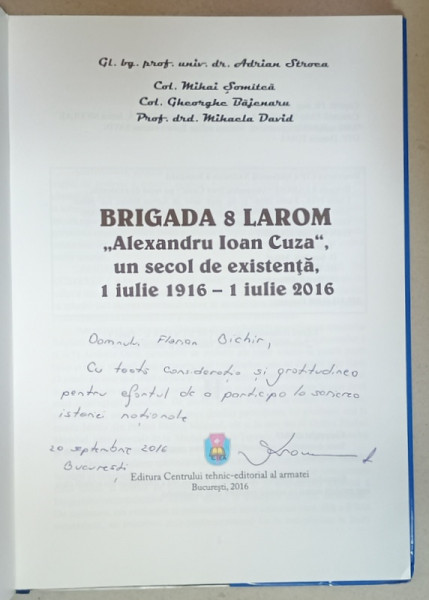 Gl. bg. prof. univ. dr. Adrian Stroea
Col. Mihai Șomîtcă
Col. Gheorghe Băjenaru
Prof. drd. Mihaela David
BRIGADA 8 LAROM
„Alexandru Ioan Cuza“,
un secol de existență,
1 iulie 1916 – 1 iulie 2016
Domnului Florian Bichir,
Cu toată considerația și gratitudinea
pentru efortul de a participa la scrierea
istoriei naționale
20 septembrie 2016
București,
Editura Centrului tehnic-editorial al armatei
București, 2016